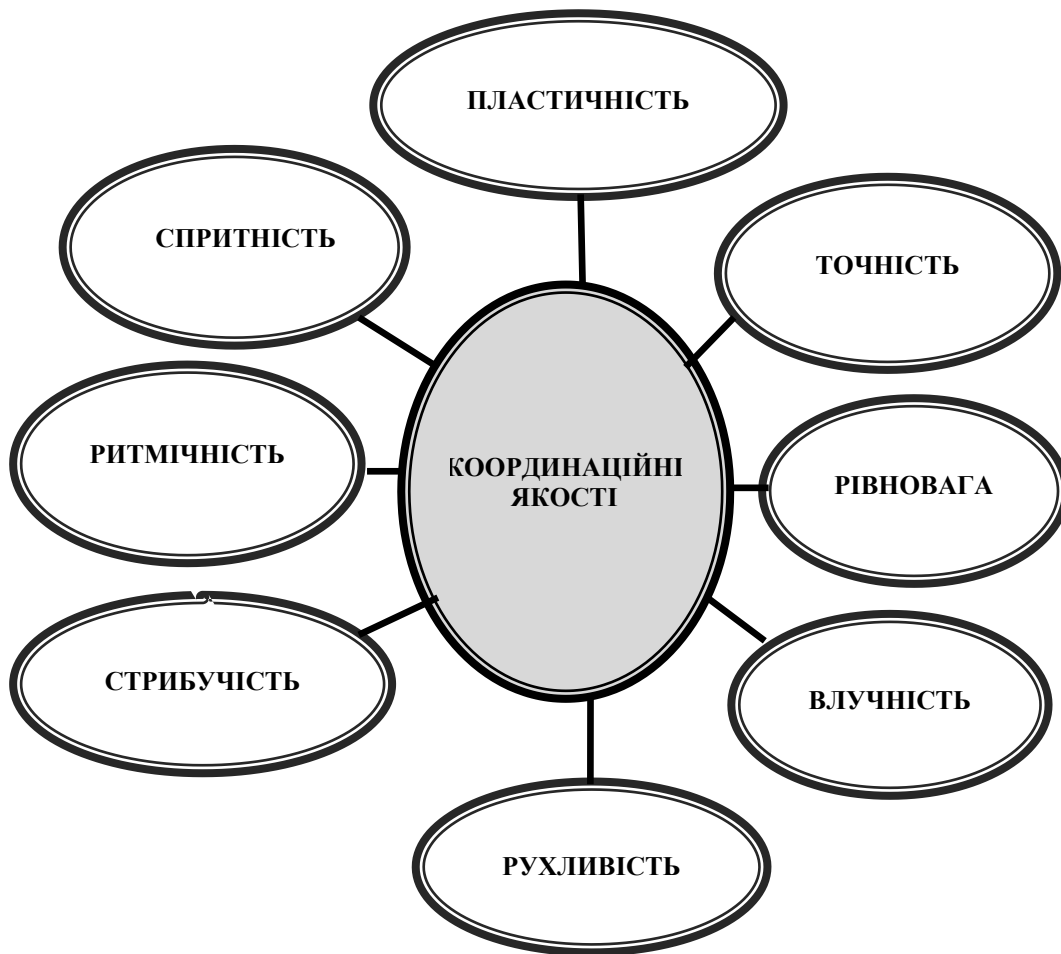 ПЛАСТИЧНІСТЬ
СПРИТНІСТЬ
ТОЧНІСТЬ
РИТМІЧНІСТЬ
КООРДИНАЦІЙНІ
ЯКОСТІ
РІВНОВАГА
СТРИБУЧІСТЬ
ВЛУЧНІСТЬ
РУХЛИВІСТЬ